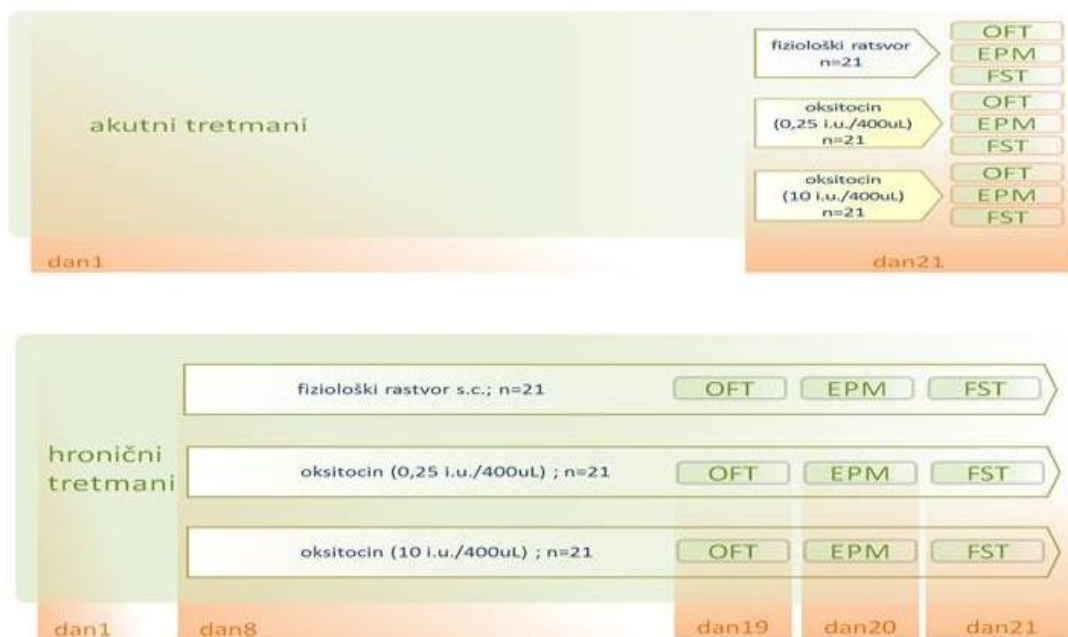 akutni tretmani
fiziološki ratsvor
n=21
OFT
EPM
FST
oksitocin
(0,25 i.u./400uL)
n=21
OFT
EPM
FST
oksitocin
(10 i.u./400uL)
n=21
OFT
EPM
FST
dan1
dan21
hronični
tretmani
fiziološki rastvor s.c.; n=21
OFT
EPM
FST
oksitocin (0,25 i.u./400uL) ; n=21
OFT
EPM
FST
oksitocin (10 i.u./400uL) ; n=21
OFT
EPM
FST
dan1
dan8
dan19
dan20
dan21